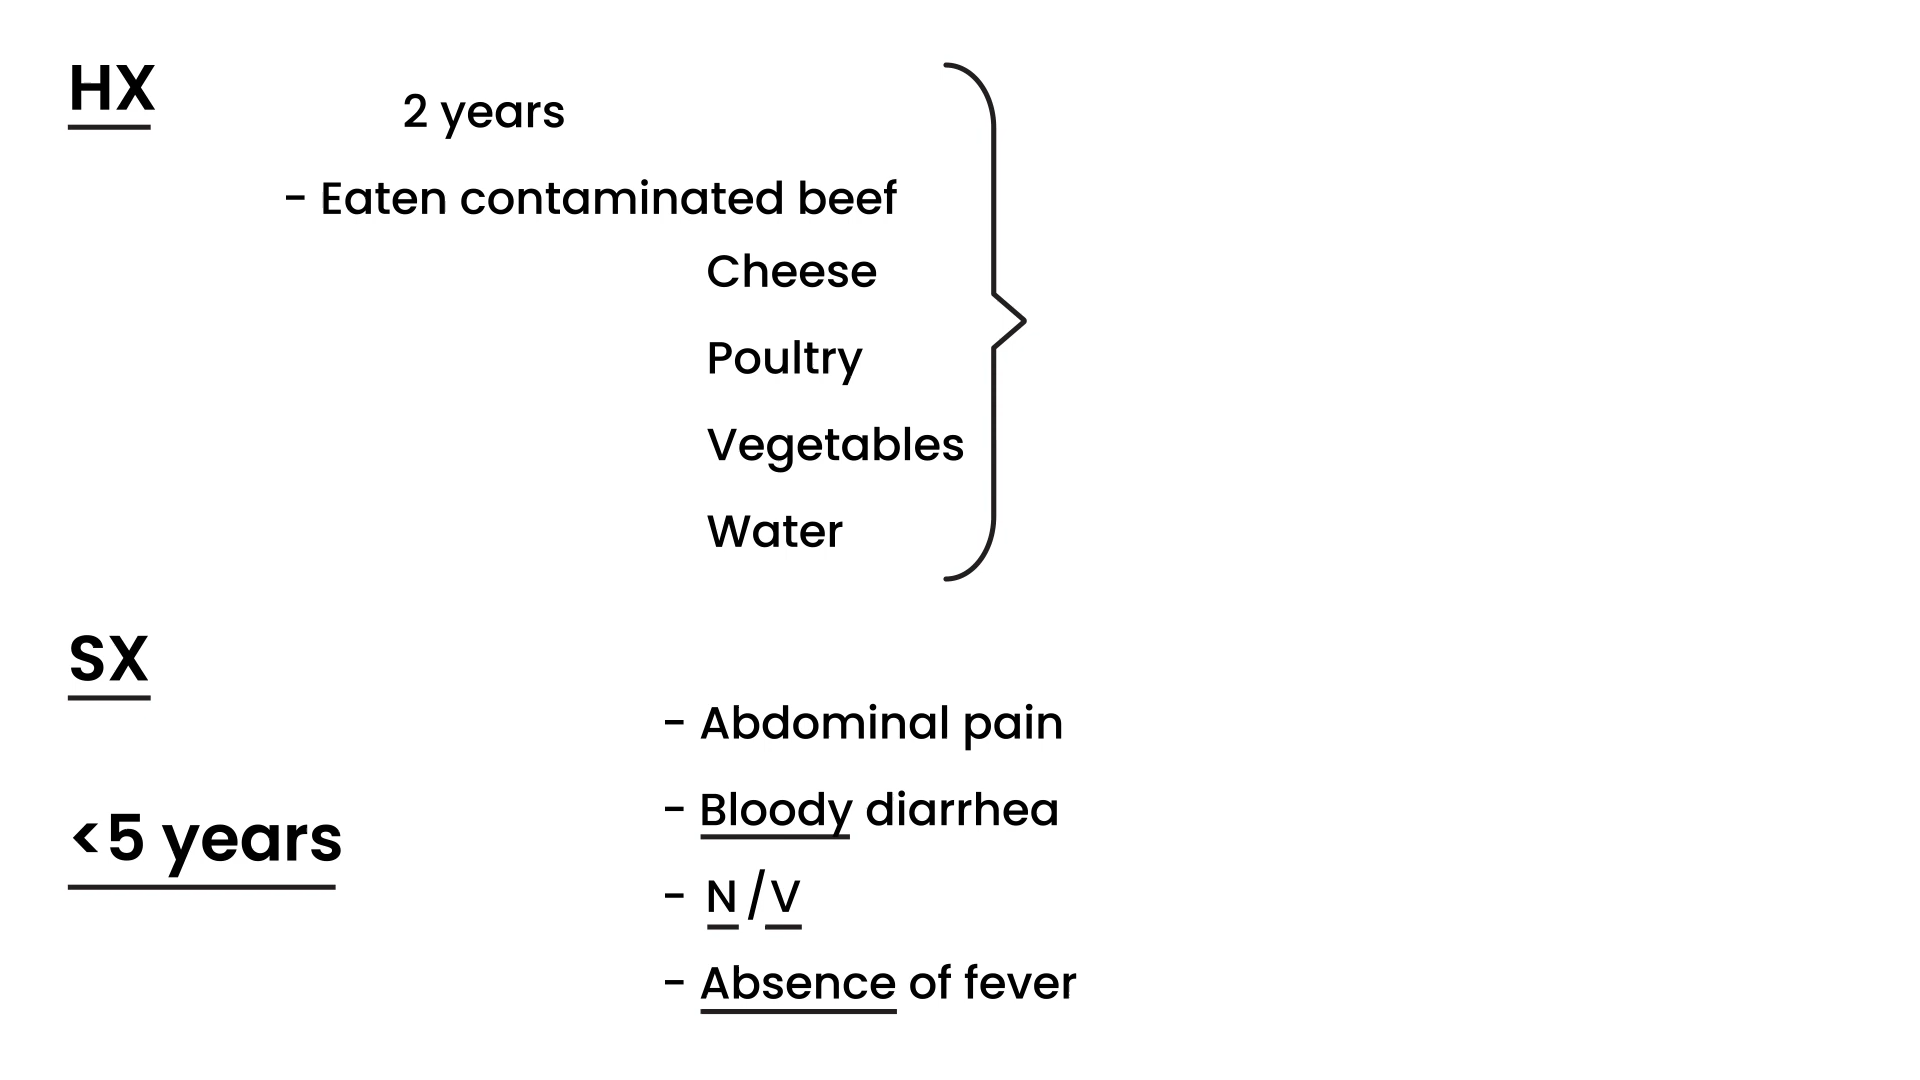 HX
2 years
- Eaten contaminated beef
Cheese
Poultry
Vegetables
Water
SX
- Abdominal pain
<5 years
- Bloody diarrhea
- N/V
- Absence of fever